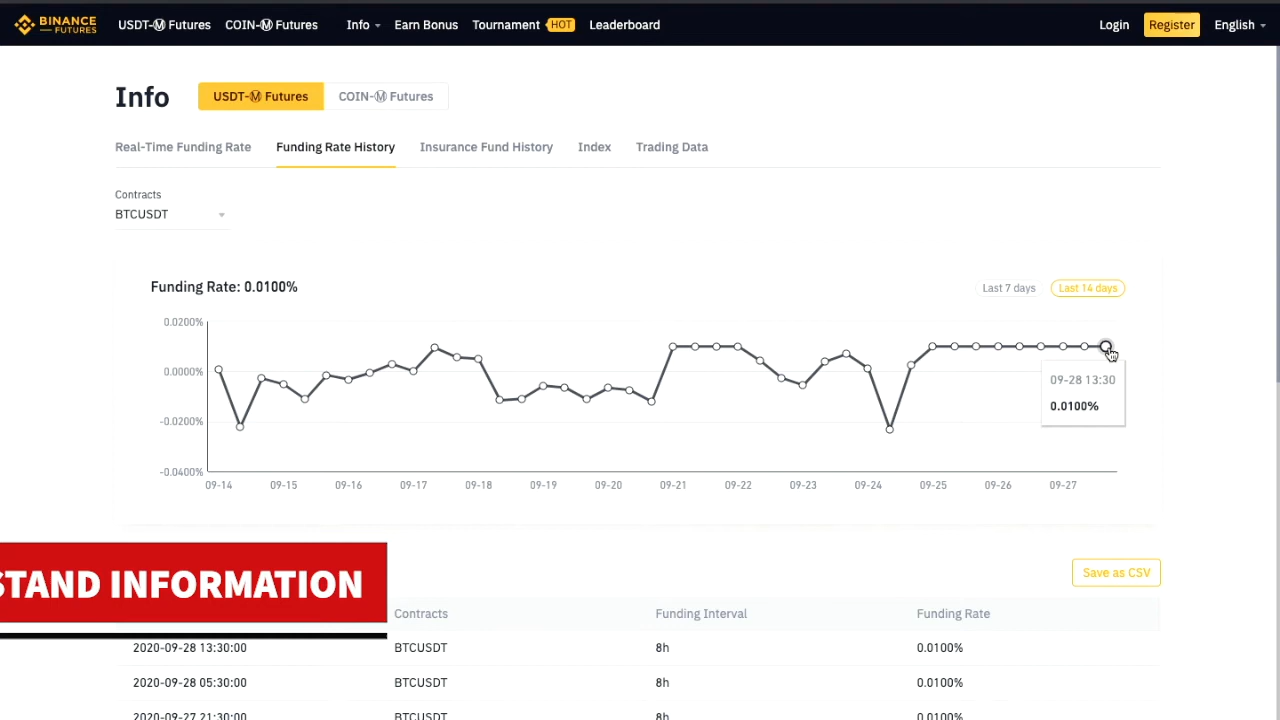 BINANCE FUTURES USDT-Ⓜ Futures COIN-Ⓜ Futures Info Earn Bonus Tournament HOT Leaderboard Login Register English
Info USDT-Ⓜ Futures COIN-Ⓜ Futures
Real-Time Funding Rate Funding Rate History Insurance Fund History Index Trading Data
Contracts
BTCUSDT
Funding Rate: 0.0100% Last 7 days Last 14 days
0.0200%
0.0000%
-0.0200%
-0.0400%
09-28 13:30
0.0100%
09-14 09-15 09-16 09-17 09-18 09-19 09-20 09-21 09-22 09-23 09-24 09-25 09-26 09-27
STAND INFORMATION
Save as CSV
Contracts Funding Interval Funding Rate
2020-09-28 13:30:00 BTCUSDT 8h 0.0100%
2020-09-28 05:30:00 BTCUSDT 8h 0.0100%
2020-09-27 21:30:00 BTCUSDT 8h 0.0100%